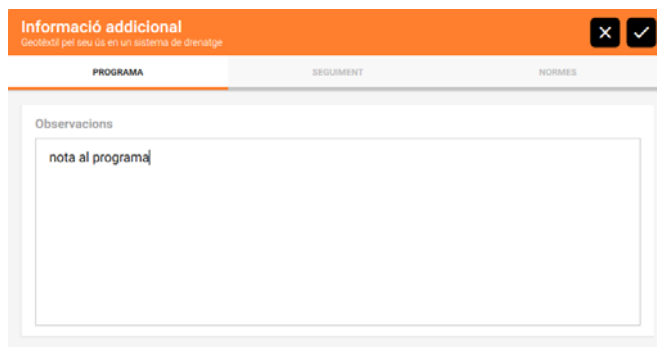 Informació addicional
Geotèxtil pel seu ús en un sistema de drenatge
PROGRAMA SEGUIMENT NORMES
Observacions
nota al programa